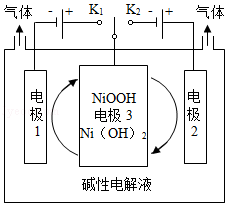 气体 - + K₁ K₂ - + 气体
电极1
NiOOH
电极 3
Ni（OH）₂
电极2
碱性电解液